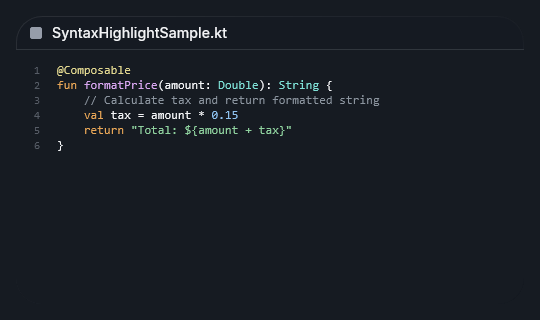 SyntaxHighlightSample.kt
1 @Composable
2 fun formatPrice(amount: Double): String {
3     // Calculate tax and return formatted string
4     val tax = amount * 0.15
5     return "Total: ${amount + tax}"
6 }